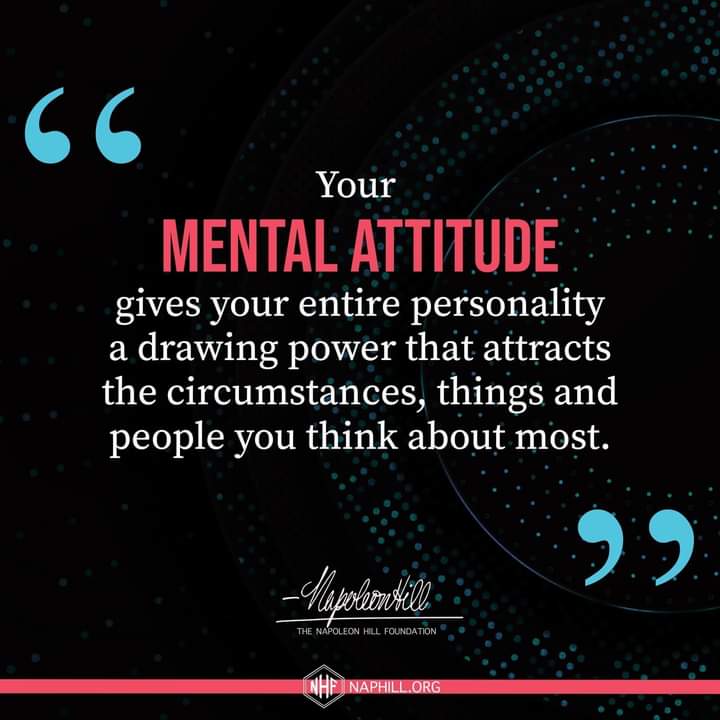 “
Your
MENTAL ATTITUDE
gives your entire personality
a drawing power that attracts
the circumstances, things and
people you think about most.
”
–Napoleon Hill
THE NAPOLEON HILL FOUNDATION
NHF NAPHILL.ORG